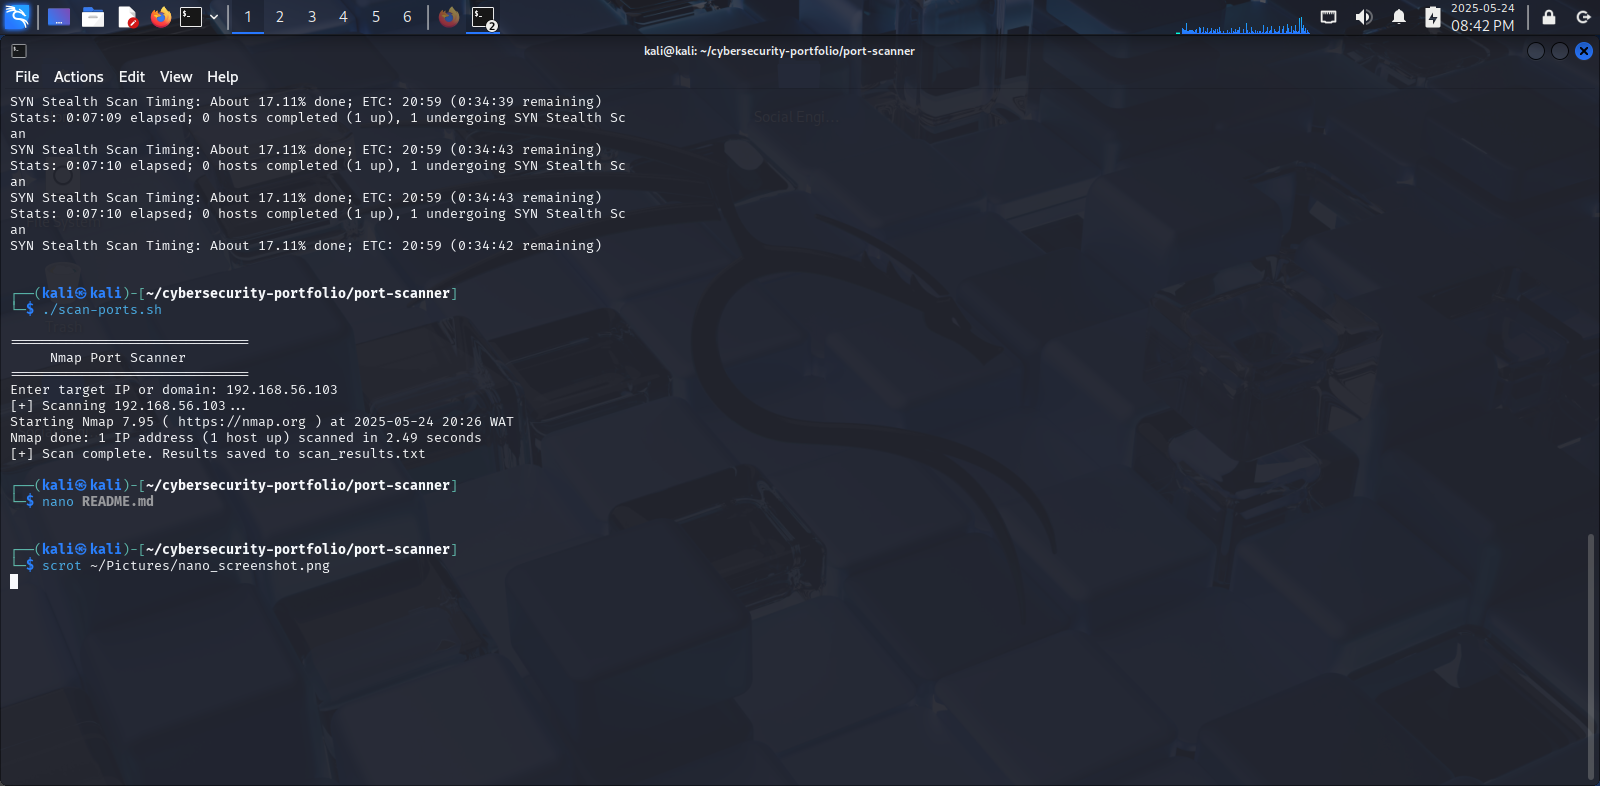 1 2 3 4 5 6
2
2025-05-24
08:42 PM
kali@kali: ~/cybersecurity-portfolio/port-scanner
File Actions Edit View Help
SYN Stealth Scan Timing: About 17.11% done; ETC: 20:59 (0:34:39 remaining)
Stats: 0:07:09 elapsed; 0 hosts completed (1 up), 1 undergoing SYN Stealth Sc
an
SYN Stealth Scan Timing: About 17.11% done; ETC: 20:59 (0:34:43 remaining)
Stats: 0:07:10 elapsed; 0 hosts completed (1 up), 1 undergoing SYN Stealth Sc
an
SYN Stealth Scan Timing: About 17.11% done; ETC: 20:59 (0:34:43 remaining)
Stats: 0:07:10 elapsed; 0 hosts completed (1 up), 1 undergoing SYN Stealth Sc
an
SYN Stealth Scan Timing: About 17.11% done; ETC: 20:59 (0:34:42 remaining)
┌──(kali㉿kali)-[~/cybersecurity-portfolio/port-scanner]
└─$ ./scan-ports.sh
==============================
Nmap Port Scanner
==============================
Enter target IP or domain: 192.168.56.103
[+] Scanning 192.168.56.103...
Starting Nmap 7.95 ( https://nmap.org ) at 2025-05-24 20:26 WAT
Nmap done: 1 IP address (1 host up) scanned in 2.49 seconds
[+] Scan complete. Results saved to scan_results.txt
┌──(kali㉿kali)-[~/cybersecurity-portfolio/port-scanner]
└─$ nano README.md
┌──(kali㉿kali)-[~/cybersecurity-portfolio/port-scanner]
└─$ scrot ~/Pictures/nano_screenshot.png
Social Engi...
Trash